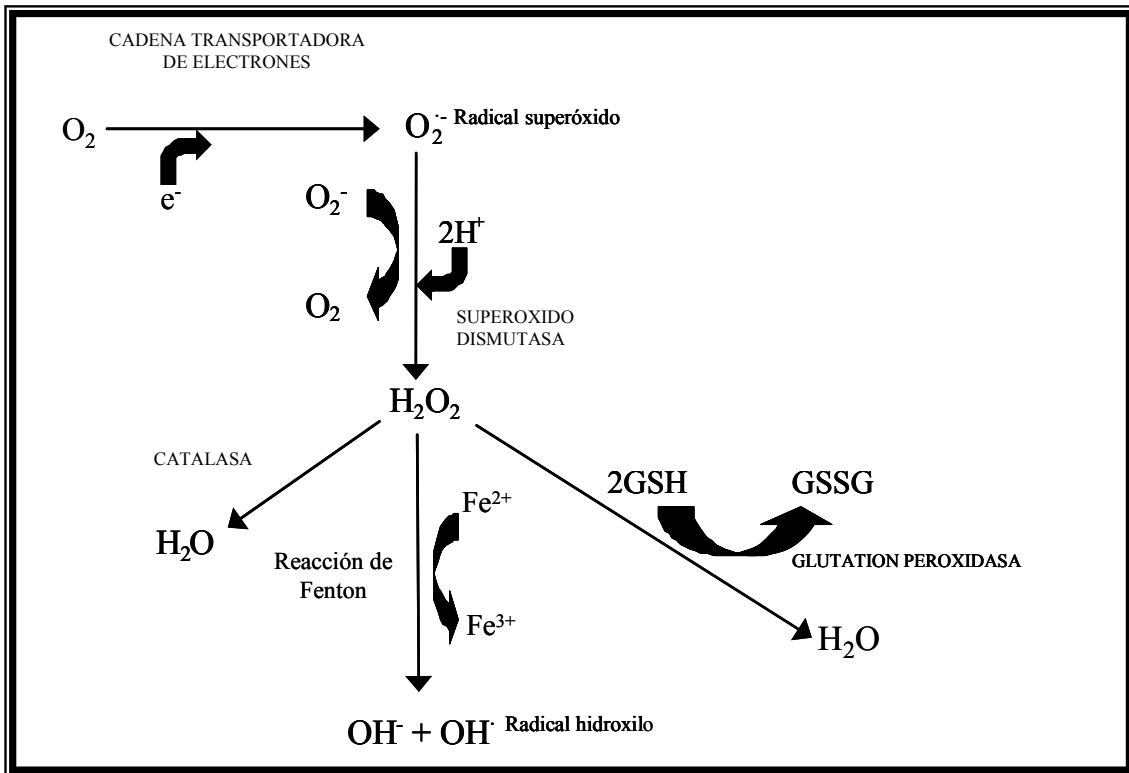 CADENA TRANSPORTADORA
DE ELECTRONES
O₂
O₂·- Radical superóxido
e⁻
O₂⁻
2H⁺
O₂
SUPEROXIDO
DISMUTASA
H₂O₂
CATALASA
2GSH
GSSG
Fe²⁺
H₂O
Reacción de
Fenton
GLUTATION PEROXIDASA
Fe³⁺
H₂O
OH⁻ + OH· Radical hidroxilo